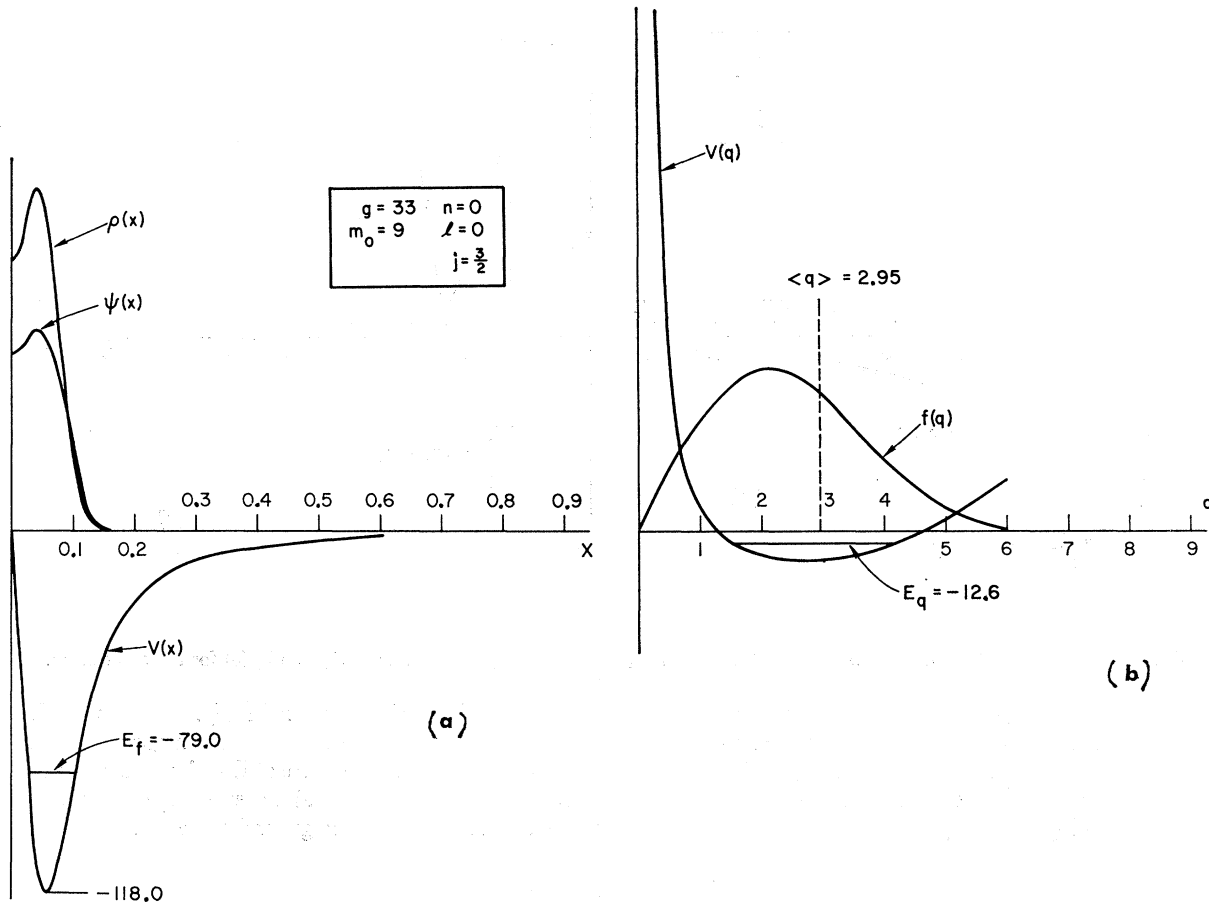 ρ(x)
ψ(x)
g = 33 n = 0
m₀ = 9 ℓ = 0
j = 3/2
0.3 0.4 0.5 0.6 0.7 0.8 0.9
0.1 0.2
X
V(x)
E_f = -79.0
-118.0
(a)
V(q)
<q> = 2.95
f(q)
2 3 4
1 5 6 7 8 9
E_q = -12.6
(b)